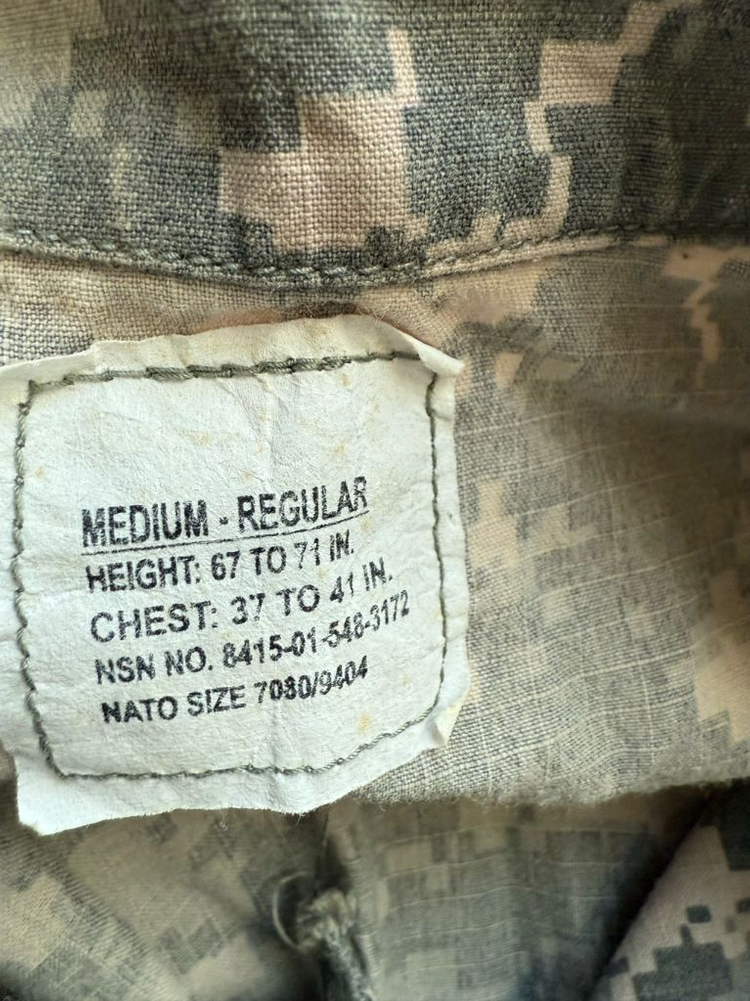 MEDIUM - REGULAR
HEIGHT: 67 TO 71 IN.
CHEST: 37 TO 41 IN.
NSN NO. 8415-01-548-3172
NATO SIZE 7080/9404